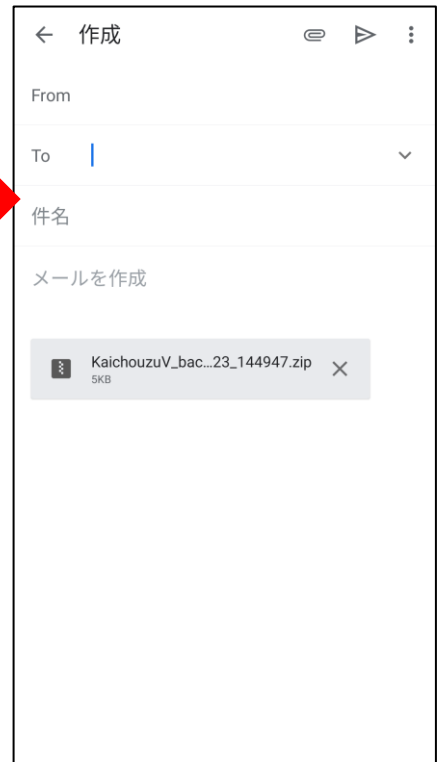 作成
From
To
件名
メールを作成
KaichouzuV_bac...23_144947.zip
5KB